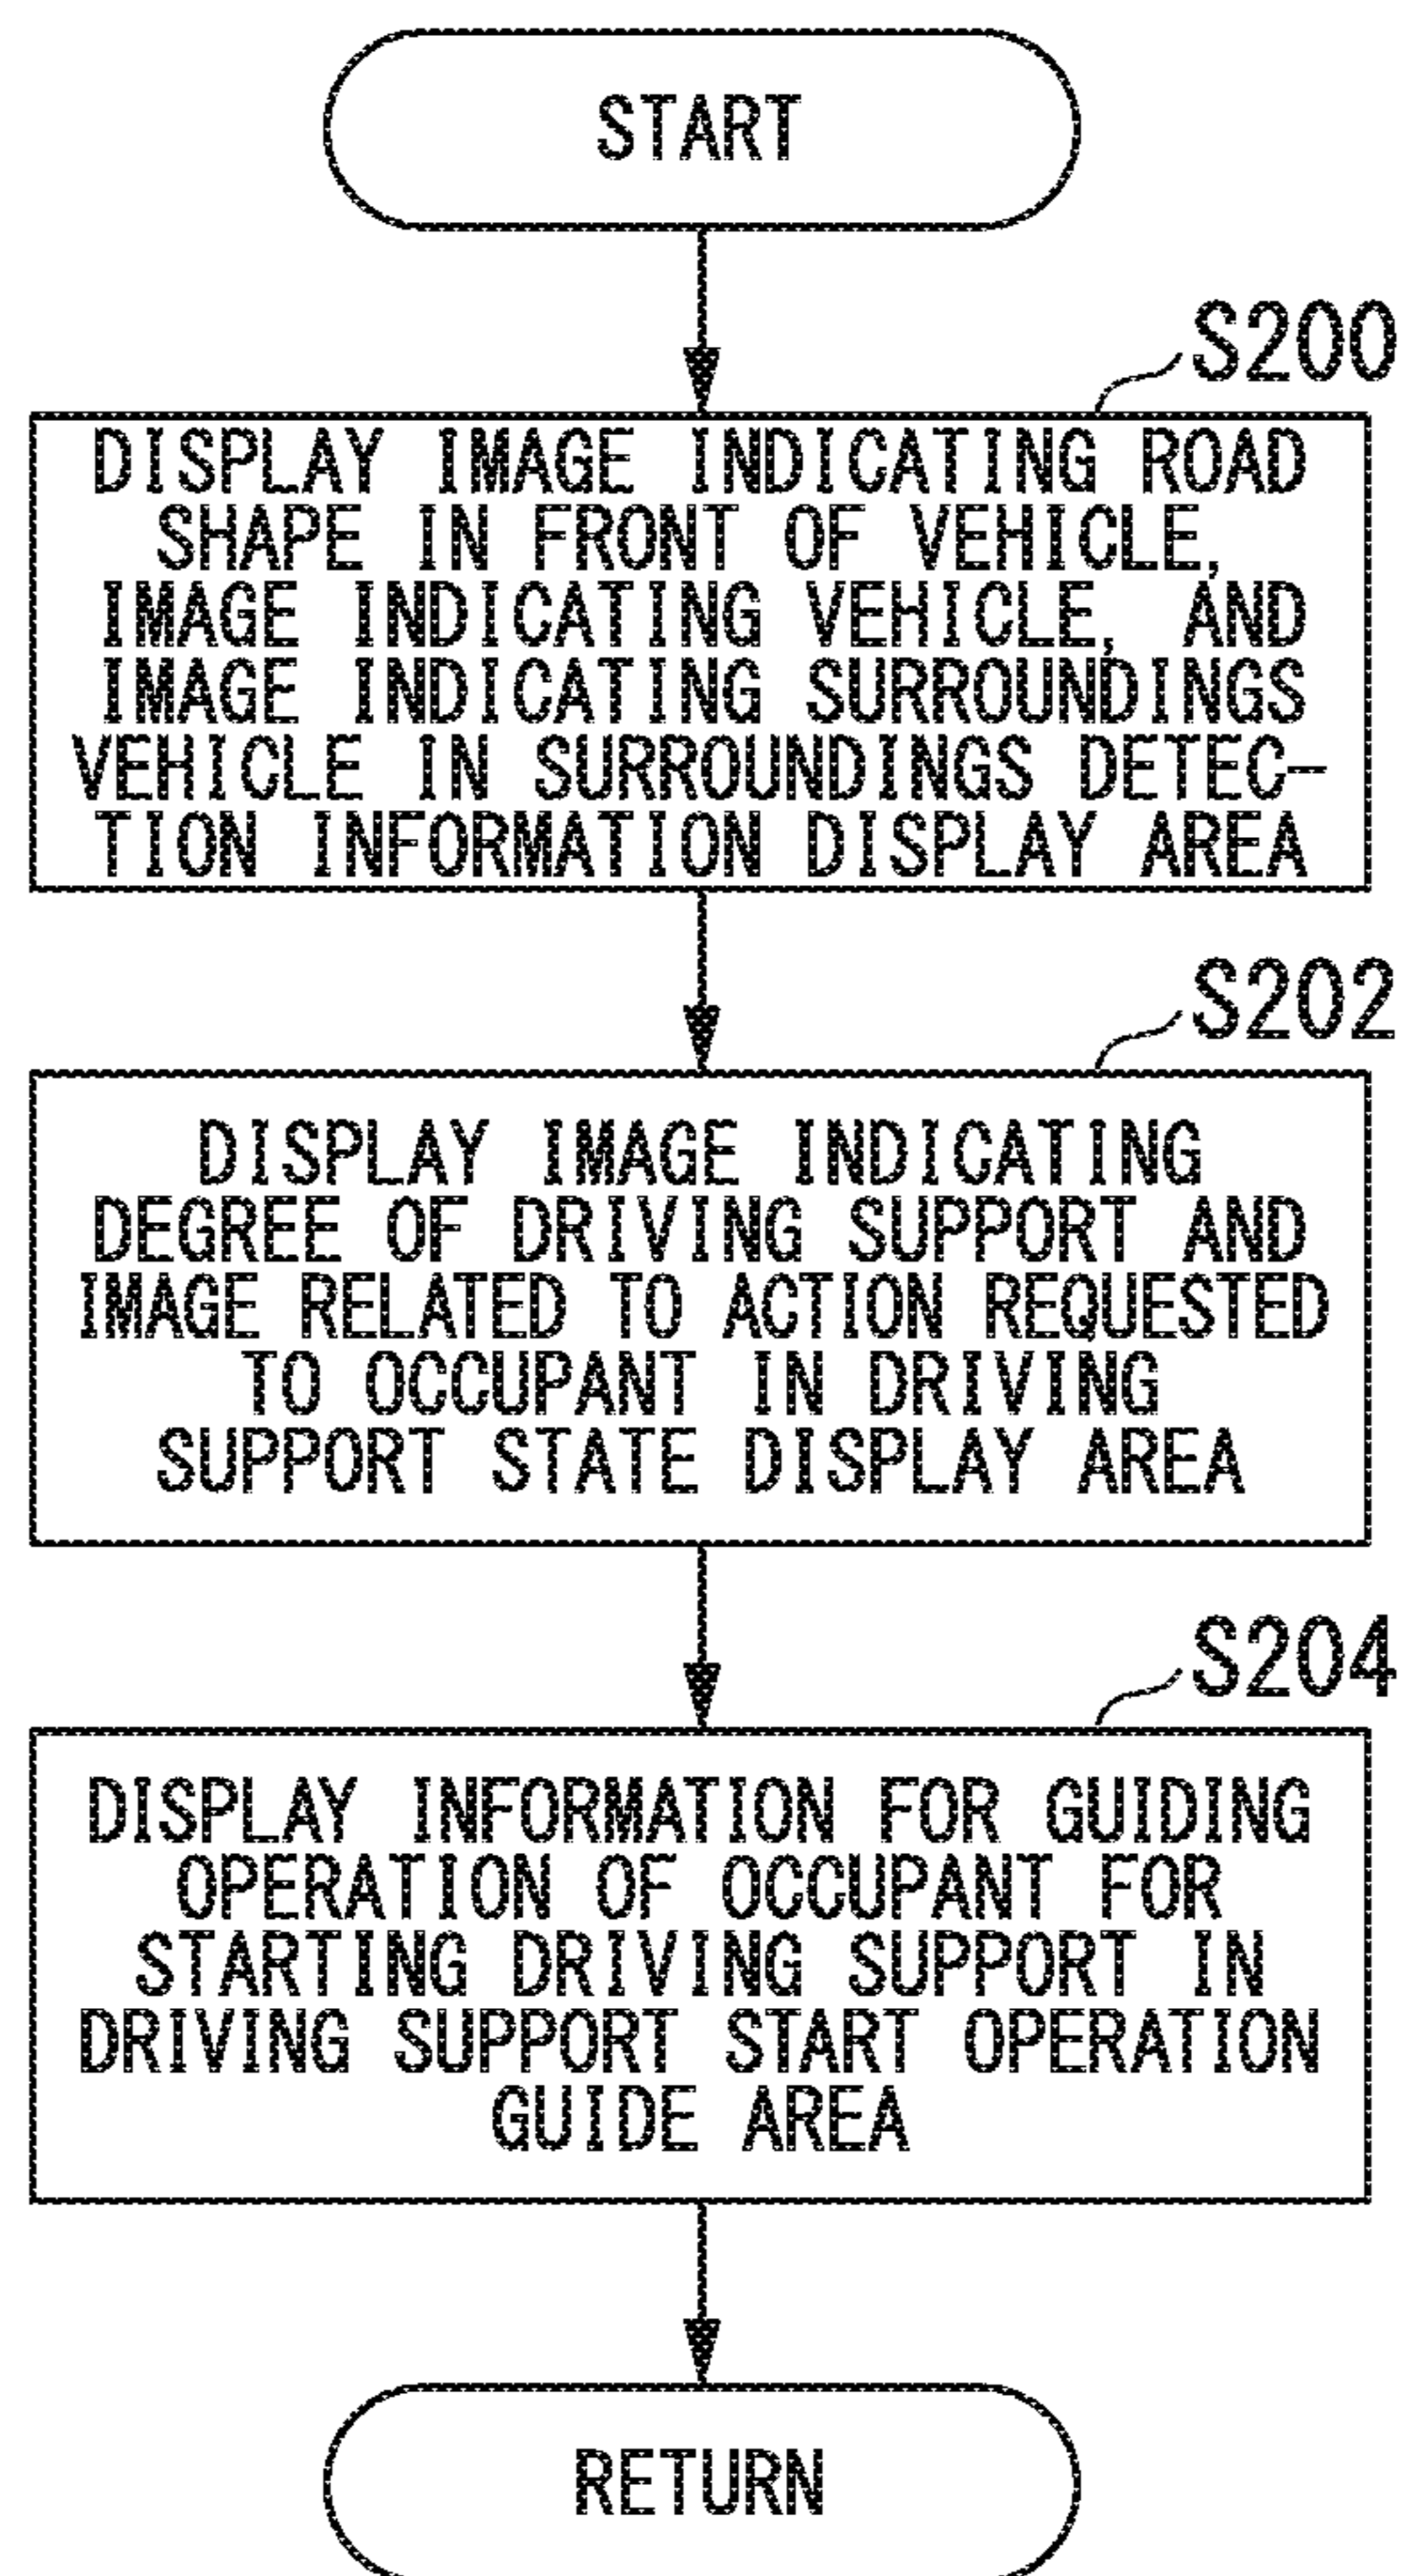 START
S200
DISPLAY IMAGE INDICATING ROAD
SHAPE IN FRONT OF VEHICLE,
IMAGE INDICATING VEHICLE, AND
IMAGE INDICATING SURROUNDINGS
VEHICLE IN SURROUNDINGS DETEC-
TION INFORMATION DISPLAY AREA
S202
DISPLAY IMAGE INDICATING
DEGREE OF DRIVING SUPPORT AND
IMAGE RELATED TO ACTION REQUESTED
TO OCCUPANT IN DRIVING
SUPPORT STATE DISPLAY AREA
S204
DISPLAY INFORMATION FOR GUIDING
OPERATION OF OCCUPANT FOR
STARTING DRIVING SUPPORT IN
DRIVING SUPPORT START OPERATION
GUIDE AREA
RETURN